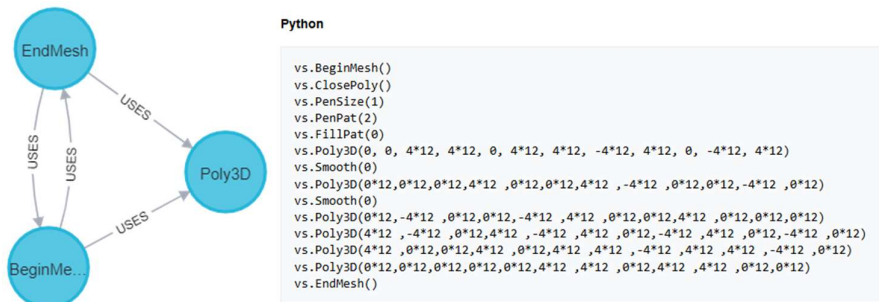 EndMesh
USES
USES
USES
Poly3D
USES
BeginMe...
Python
vs.BeginMesh()
vs.ClosePoly()
vs.PenSize(1)
vs.PenPat(2)
vs.FillPat(0)
vs.Poly3D(0, 0, 4*12, 4*12, 0, 4*12, 4*12, -4*12, 4*12, 0, -4*12, 4*12)
vs.Smooth(0)
vs.Poly3D(0*12,0*12,0*12,4*12 ,0*12,0*12,4*12 ,-4*12 ,0*12,0*12,-4*12 ,0*12)
vs.Smooth(0)
vs.Poly3D(0*12,-4*12 ,0*12,0*12,-4*12 ,4*12 ,0*12,0*12,4*12 ,0*12,0*12,0*12)
vs.Poly3D(4*12 ,-4*12 ,0*12,4*12 ,-4*12 ,4*12 ,0*12,-4*12 ,4*12 ,0*12,-4*12 ,0*12)
vs.Poly3D(4*12 ,0*12,0*12,4*12 ,0*12,4*12 ,4*12 ,-4*12 ,4*12 ,4*12 ,-4*12 ,0*12)
vs.Poly3D(0*12,0*12,0*12,0*12,0*12,4*12 ,4*12 ,0*12,4*12 ,4*12 ,0*12,0*12)
vs.EndMesh()